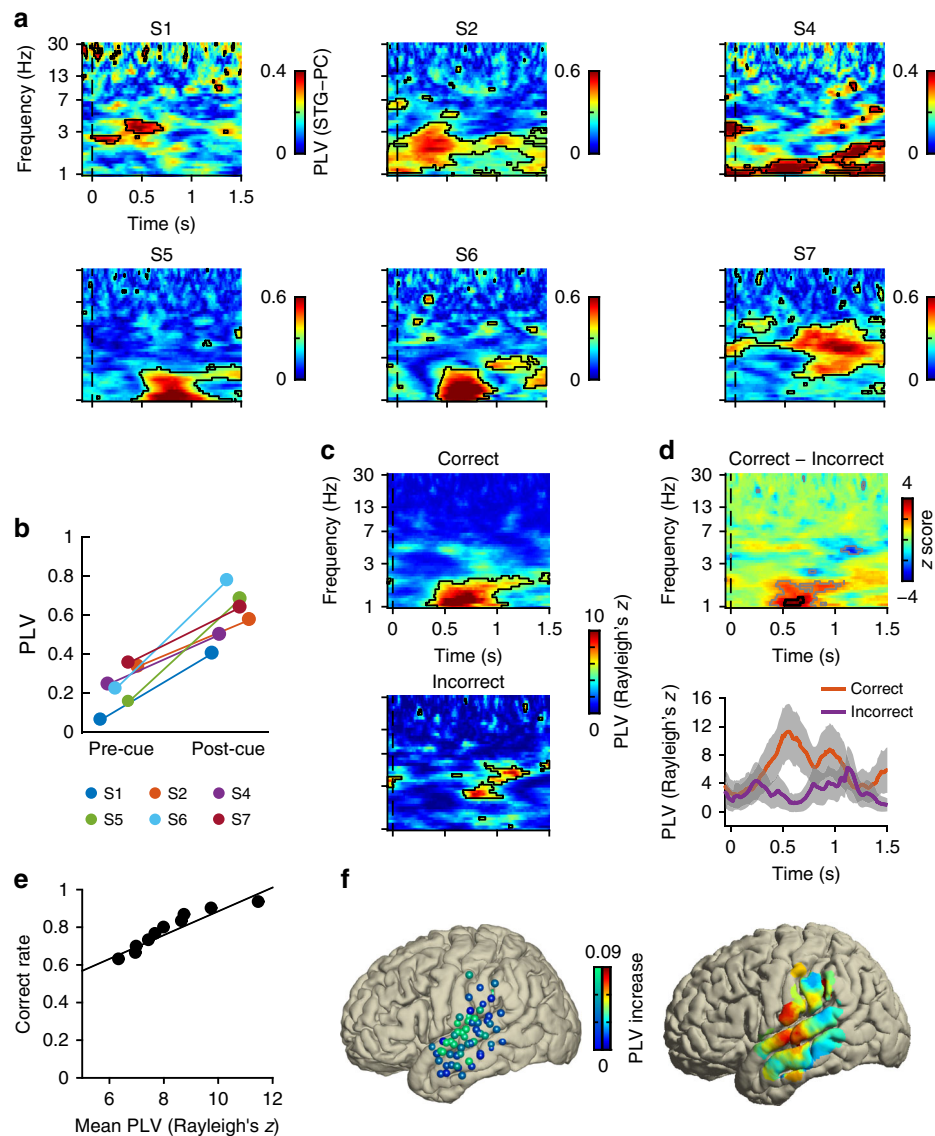 a
S1
S2
S4
Frequency (Hz)
30
13
7
3
1
0
0.5
1
1.5
Time (s)
0.4
0
PLV (STG–PC)
0.6
0
0.4
0
S5
S6
S7
0.6
0
0.6
0
0.6
0
b
PLV
1
0.8
0.6
0.4
0.2
0
Pre-cue
Post-cue
S1
S2
S4
S5
S6
S7
c
Correct
Frequency (Hz)
30
13
7
3
1
0
0.5
1
1.5
Time (s)
Incorrect
10
0
PLV (Rayleigh's z)
d
Correct – Incorrect
Frequency (Hz)
30
13
7
3
1
0
0.5
1
1.5
Time (s)
4
−4
z score
PLV (Rayleigh's z)
16
12
8
4
0
Correct
Incorrect
0
0.5
1
1.5
Time (s)
e
Correct rate
1
0.8
0.6
0.4
0.2
0
6
8
10
12
Mean PLV (Rayleigh's z)
f
0.09
0
PLV increase